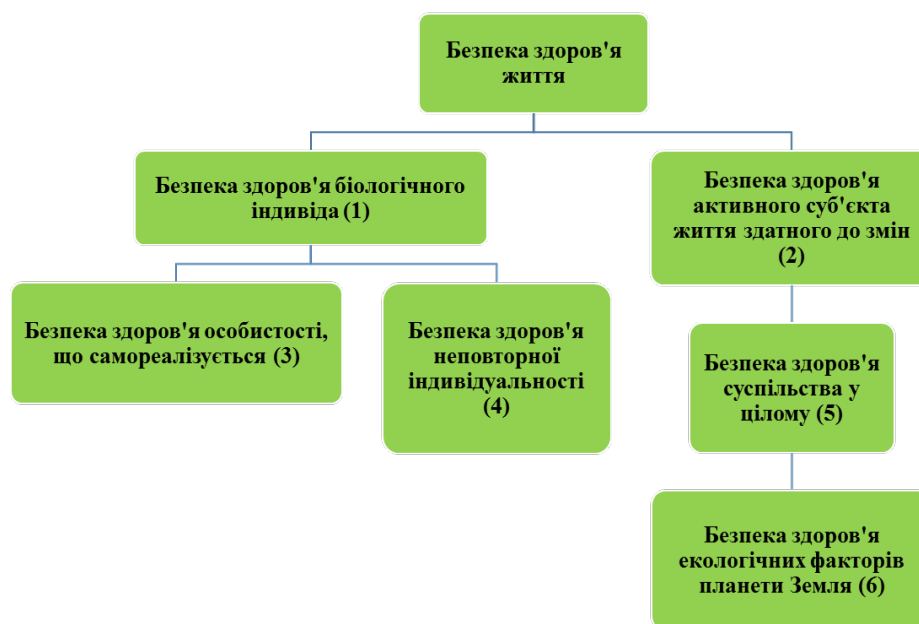 Безпека здоров'я
життя
Безпека здоров'я біологічного
індивіда (1)
Безпека здоров'я
активного суб'єкта
життя здатного до змін
(2)
Безпека здоров'я особистості,
що самореалізується (3)
Безпека здоров'я
неповторної
індивідуальності
(4)
Безпека здоров'я
суспільства у
цілому (5)
Безпека здоров'я
екологічних факторів
планети Земля (6)